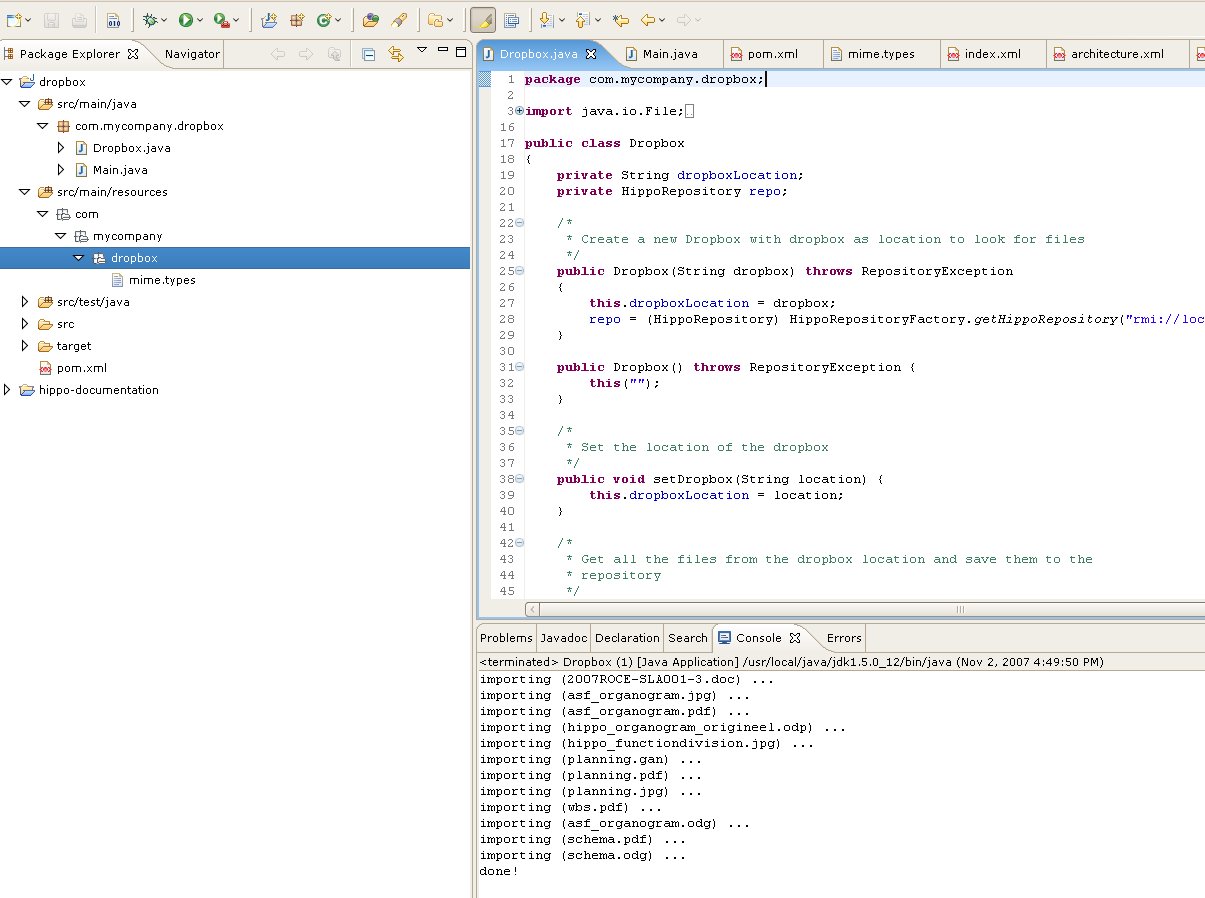 Package Explorer Navigator
dropbox
src/main/java
com.mycompany.dropbox
Dropbox.java
Main.java
src/main/resources
com
mycompany
dropbox
mime.types
src/test/java
src
target
pom.xml
hippo-documentation
Dropbox.java Main.java pom.xml mime.types index.xml architecture.xml
1 package com.mycompany.dropbox;
2
3 import java.io.File;
16
17 public class Dropbox
18 {
19 private String dropboxLocation;
20 private HippoRepository repo;
21
22 /*
23 * Create a new Dropbox with dropbox as location to look for files
24 */
25 public Dropbox(String dropbox) throws RepositoryException
26 {
27 this.dropboxLocation = dropbox;
28 repo = (HippoRepository) HippoRepositoryFactory.getHippoRepository("rmi://loc
29 }
30
31 public Dropbox() throws RepositoryException {
32 this("");
33 }
34
35 /*
36 * Set the location of the dropbox
37 */
38 public void setDropbox(String location) {
39 this.dropboxLocation = location;
40 }
41
42 /*
43 * Get all the files from the dropbox location and save them to the
44 * repository
45 */
Problems Javadoc Declaration Search Console Errors
<terminated> Dropbox (1) [Java Application] /usr/local/java/jdk1.5.0_12/bin/java (Nov 2, 2007 4:49:50 PM)
importing (2007ROCE-SLA001-3.doc) ...
importing (asf_organogram.jpg) ...
importing (asf_organogram.pdf) ...
importing (hippo_organogram_origineel.odp) ...
importing (hippo_functiondivision.jpg) ...
importing (planning.gan) ...
importing (planning.pdf) ...
importing (planning.jpg) ...
importing (wbs.pdf) ...
importing (asf_organogram.odg) ...
importing (schema.pdf) ...
importing (schema.odg) ...
done!